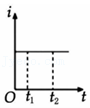 i
O t₁ t₂ t